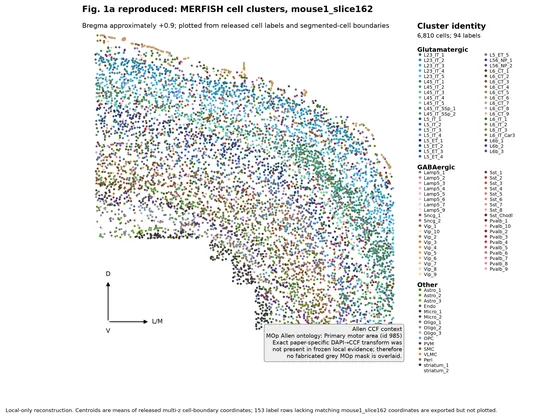 Fig. 1a reproduced: MERFISH cell clusters, mouse1_slice162
Bregma approximately +0.9; plotted from released cell labels and segmented-cell boundaries
Cluster identity
6,810 cells; 94 labels
Glutamatergic
L23_IT_1
L23_IT_2
L23_IT_3
L23_IT_4
L23_IT_5
L45_IT_1
L45_IT_2
L45_IT_3
L45_IT_4
L45_IT_5
L45_IT_SSp_1
L45_IT_SSp_2
L5_IT_1
L5_IT_2
L5_IT_3
L5_IT_4
L5_ET_1
L5_ET_2
L5_ET_3
L5_ET_4
L5_ET_5
L56_NP_1
L56_NP_2
L6_CT_1
L6_CT_2
L6_CT_3
L6_CT_4
L6_CT_5
L6_CT_6
L6_CT_7
L6_CT_8
L6_CT_9
L6_IT_1
L6_IT_2
L6_IT_3
L6_IT_Car3
L6b_1
L6b_2
L6b_3
GABAergic
Lamp5_1
Lamp5_2
Lamp5_3
Lamp5_4
Lamp5_5
Lamp5_6
Lamp5_7
Lamp5_9
Sncg_1
Sncg_2
Vip_1
Vip_10
Vip_2
Vip_3
Vip_4
Vip_5
Vip_6
Vip_7
Vip_8
Vip_9
Sst_1
Sst_2
Sst_3
Sst_4
Sst_5
Sst_6
Sst_7
Sst_8
Sst_Chodl
Pvalb_1
Pvalb_10
Pvalb_2
Pvalb_3
Pvalb_4
Pvalb_5
Pvalb_6
Pvalb_7
Pvalb_8
Pvalb_9
Other
Astro_1
Astro_2
Astro_3
Endo
Micro_1
Micro_2
Oligo_1
Oligo_2
Oligo_3
OPC
PVM
SMC
VLMC
Peri
striatum_1
striatum_2
D
V
L/M
Allen CCF context
MOp Allen ontology: Primary motor area (id 985)
Exact paper-specific DAPI→CCF transform was
not present in frozen local evidence; therefore
no fabricated grey MOp mask is overlaid.
Local-only reconstruction. Centroids are means of released multi-z cell-boundary coordinates; 153 label rows lacking matching mouse1_slice162 coordinates are exported but not plotted.